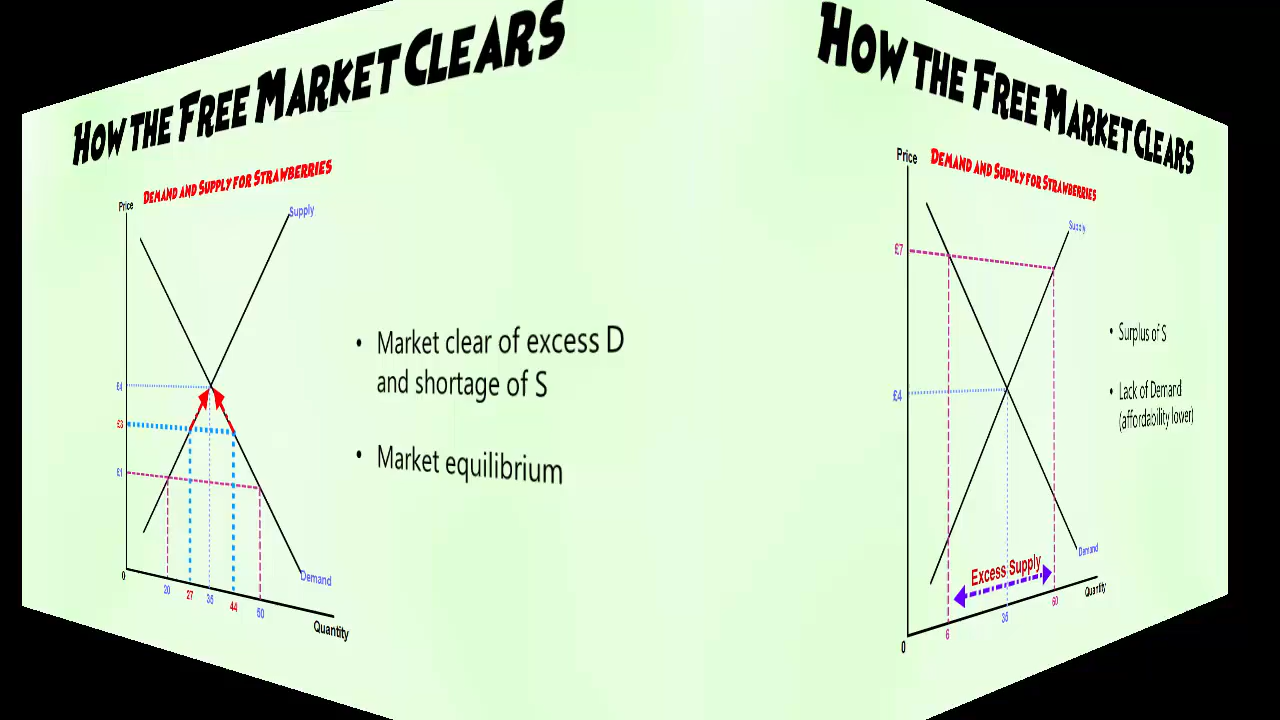 HOW THE FREE MARKET CLEARS
DEMAND AND SUPPLY FOR STRAWBERRIES
Price
Supply
£4
£3
£1
0
20
27
35
44
50
Demand
Quantity
• Market clear of excess D
and shortage of S
• Market equilibrium
HOW THE FREE MARKET CLEARS
DEMAND AND SUPPLY FOR STRAWBERRIES
Price
Supply
£7
£4
Excess Supply
Demand
0
6
35
60
Quantity
• Surplus of S
• Lack of Demand
(affordability lower)